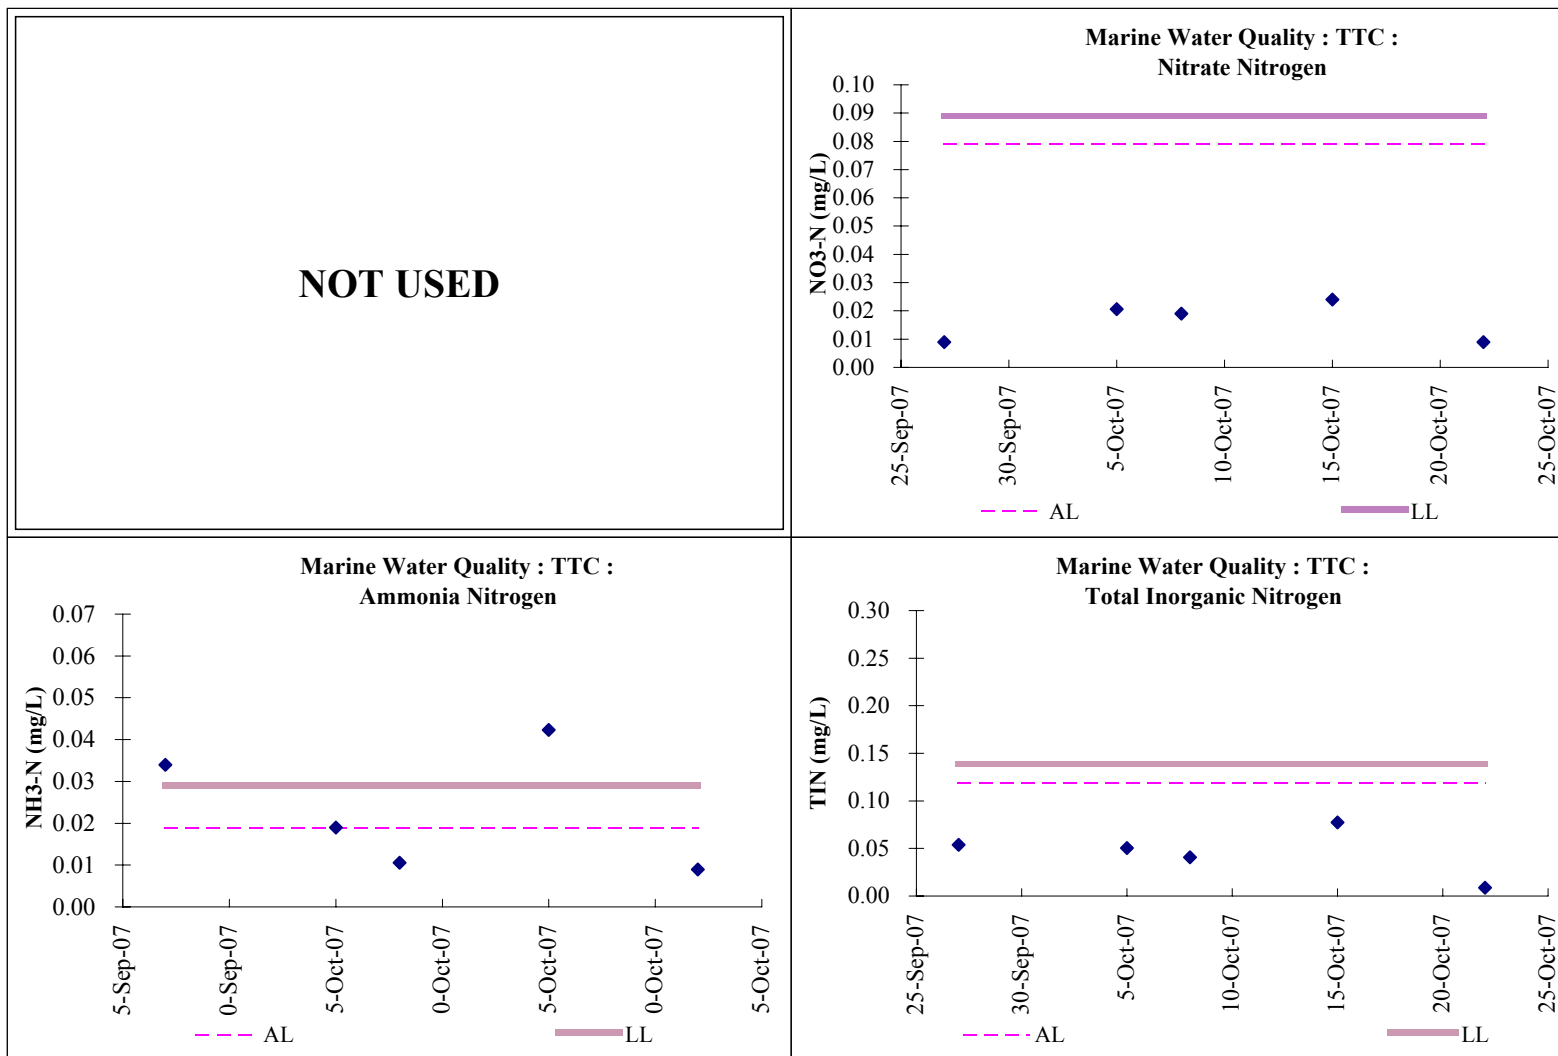 NOT USED
Marine Water Quality : TTC :
Nitrate Nitrogen
NO3-N (mg/L)
0.10
0.09
0.08
0.07
0.06
0.05
0.04
0.03
0.02
0.01
0.00
25-Sep-07
30-Sep-07
5-Oct-07
10-Oct-07
15-Oct-07
20-Oct-07
25-Oct-07
AL
LL
Marine Water Quality : TTC :
Ammonia Nitrogen
NH3-N (mg/L)
0.07
0.06
0.05
0.04
0.03
0.02
0.01
0.00
5-Sep-07
0-Sep-07
5-Oct-07
0-Oct-07
5-Oct-07
0-Oct-07
5-Oct-07
AL
LL
Marine Water Quality : TTC :
Total Inorganic Nitrogen
TIN (mg/L)
0.30
0.25
0.20
0.15
0.10
0.05
0.00
25-Sep-07
30-Sep-07
5-Oct-07
10-Oct-07
15-Oct-07
20-Oct-07
25-Oct-07
AL
LL